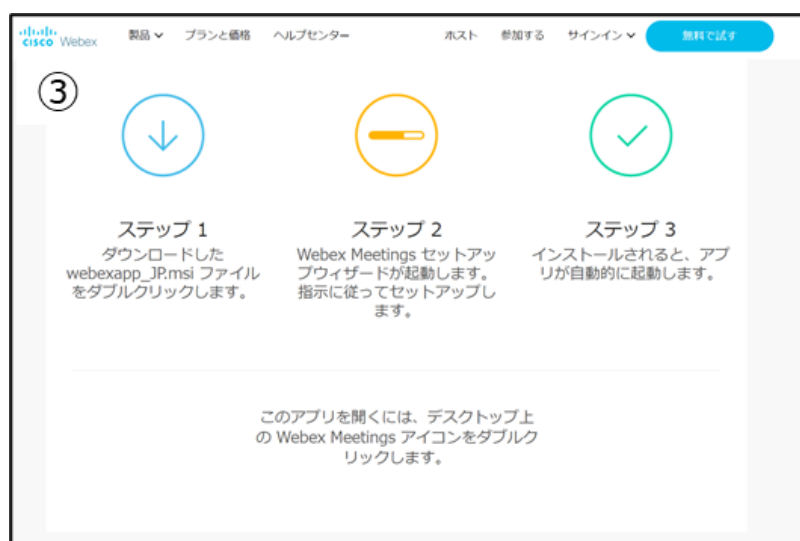 CISCO Webex 製品 プランと価格 ヘルプセンター ホスト 参加する サインイン 無料で試す
③
ステップ 1
ダウンロードした
webexapp_JP.msi ファイル
をダブルクリックします。
ステップ 2
Webex Meetings セットアッ
プウィザードが起動します。
指示に従ってセットアップし
ます。
ステップ 3
インストールされると、アプ
リが自動的に起動します。
このアプリを開くには、デスクトップ上
の Webex Meetings アイコンをダブルク
リックします。